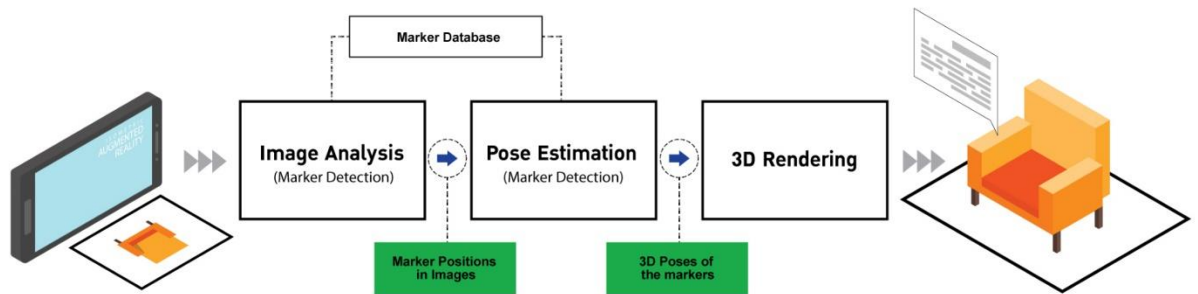 Marker Database
AUGMENTED
REALITY
Image Analysis
(Marker Detection)
Pose Estimation
(Marker Detection)
3D Rendering
Marker Positions
in Images
3D Poses of
the markers